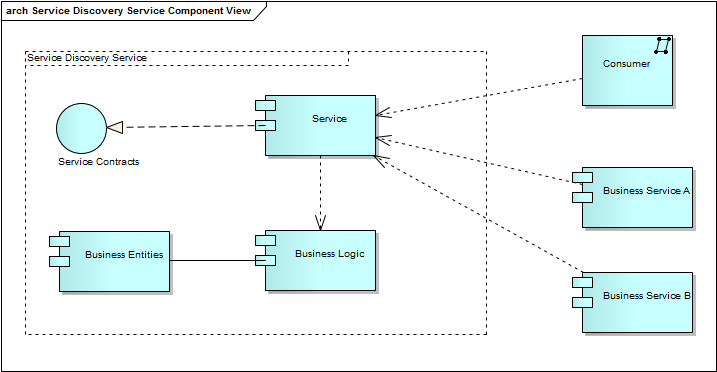 arch Service Discovery Service Component View
Service Discovery Service
Consumer
Service
Service Contracts
Business Service A
Business Entities
Business Logic
Business Service B